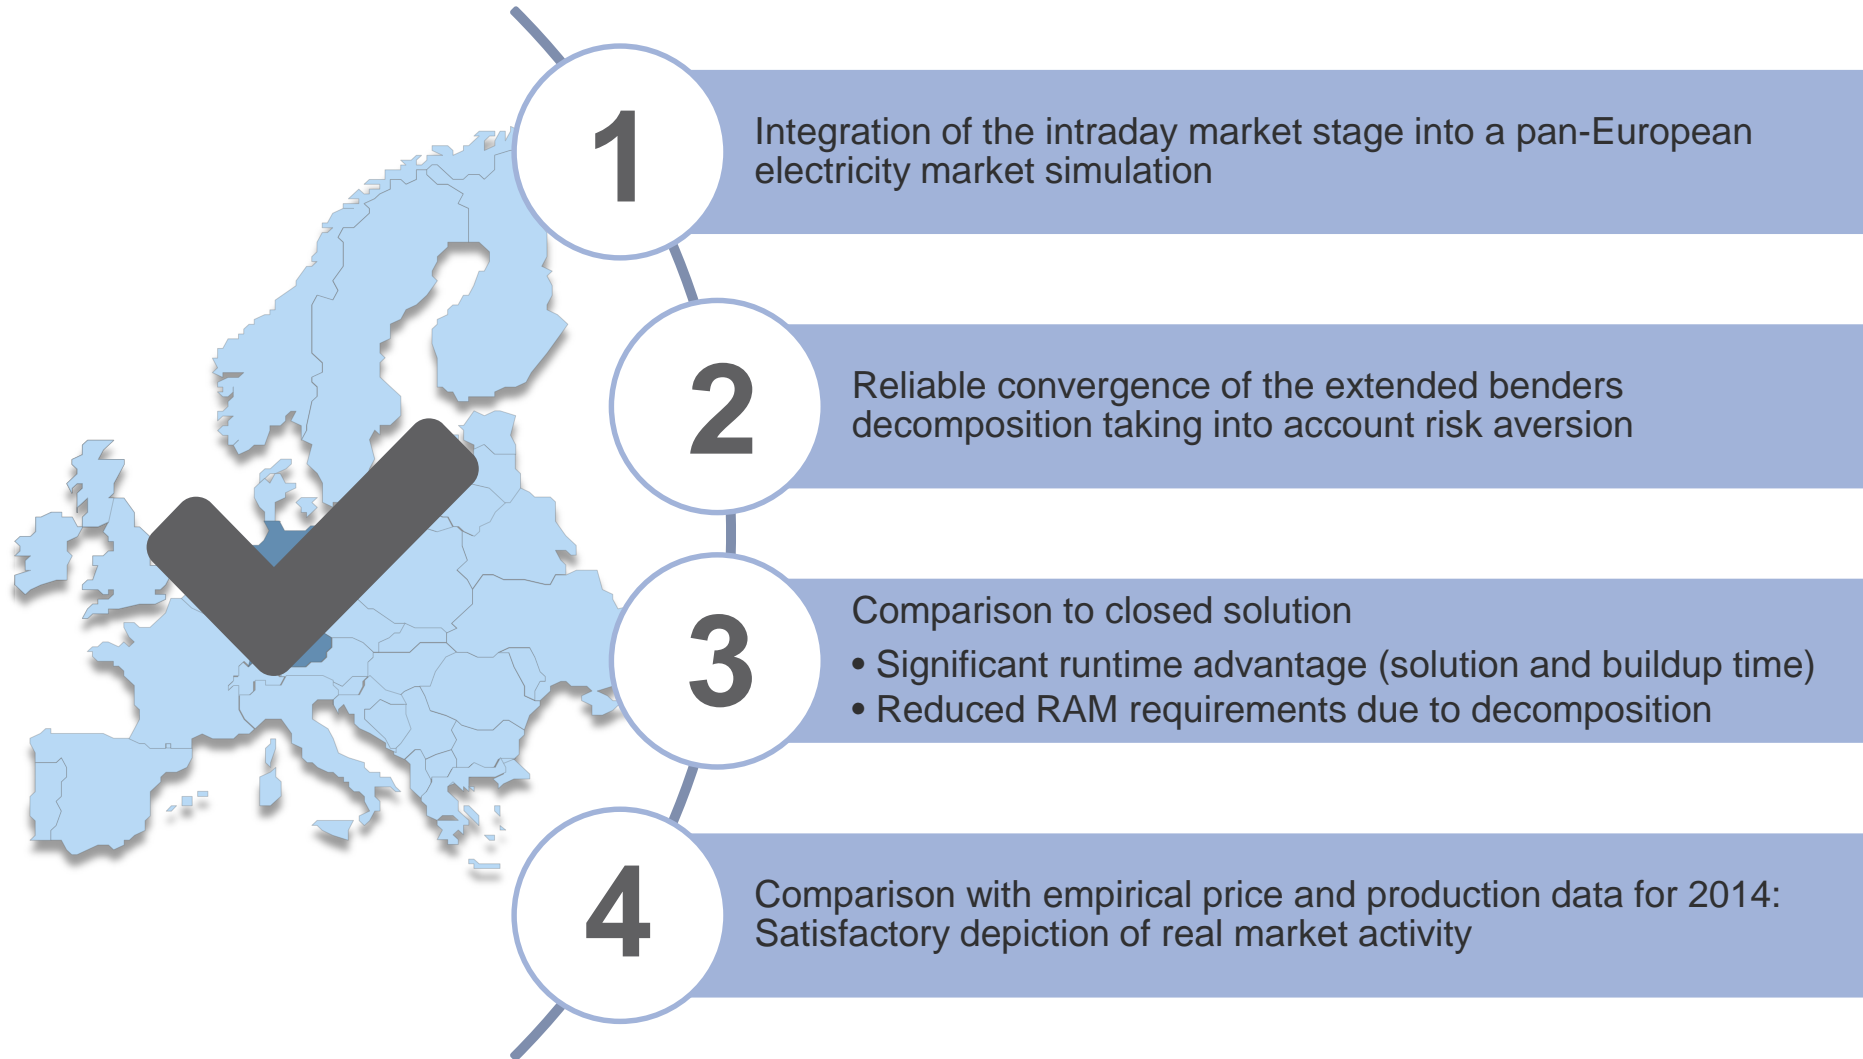 1
Integration of the intraday market stage into a pan-European
electricity market simulation
2
Reliable convergence of the extended benders
decomposition taking into account risk aversion
3
Comparison to closed solution
• Significant runtime advantage (solution and buildup time)
• Reduced RAM requirements due to decomposition
4
Comparison with empirical price and production data for 2014:
Satisfactory depiction of real market activity